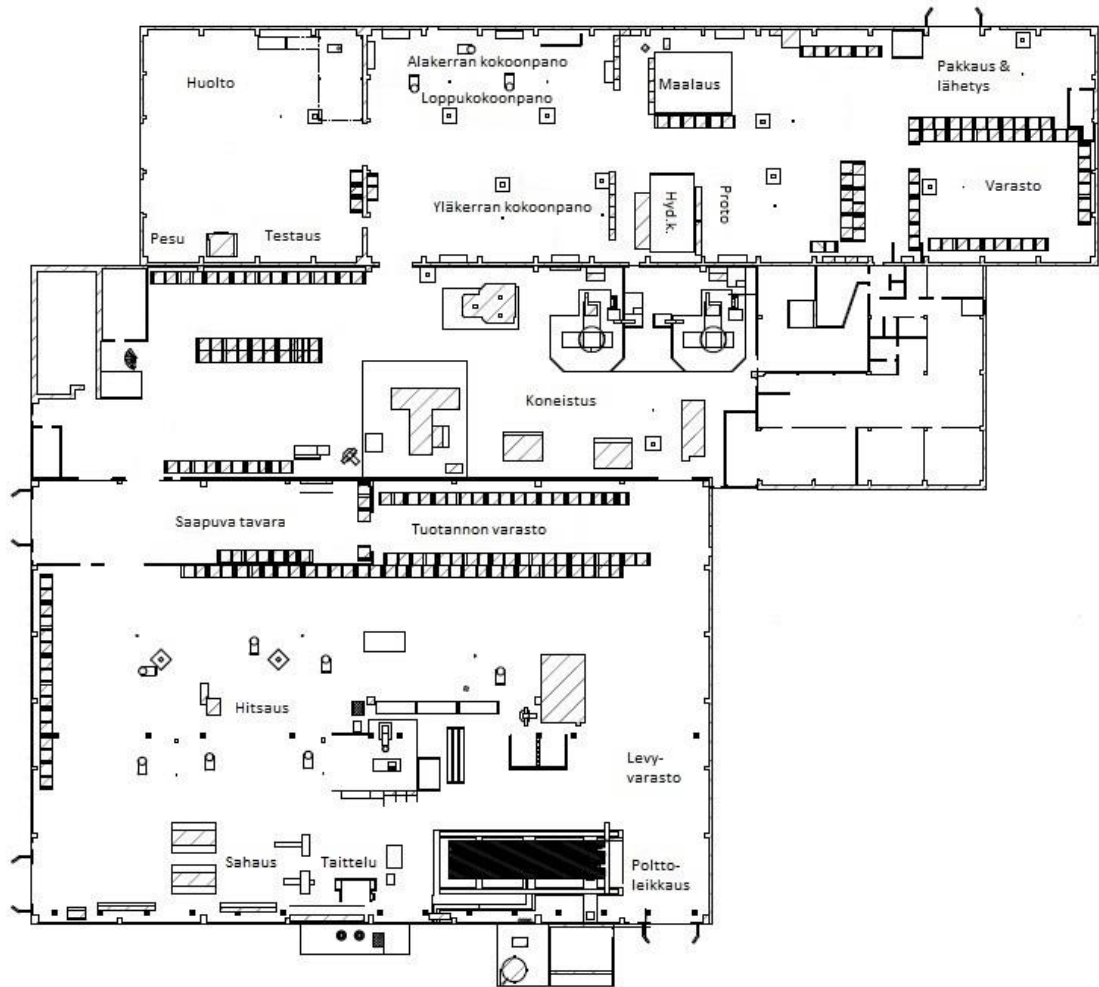 Huolto
Alakerran kokoonpano
Loppukokoonpano
Maalaus
Pakkaus &
lähetys
Yläkerran kokoonpano
Hyd.k.
Proto
Varasto
Pesu
Testaus
Koneistus
Saapuva tavara
Tuotannon varasto
Hitsaus
Levy-
varasto
Sahaus
Taittelu
Poltto-
leikkaus